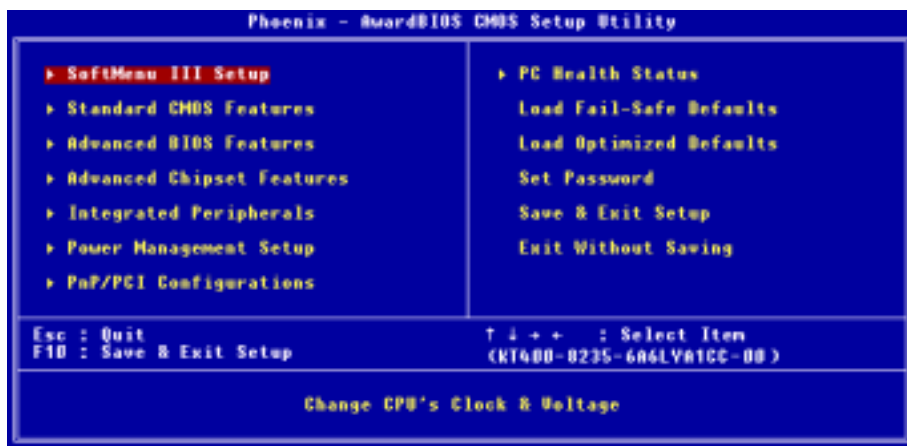 Phoenix - AwardBIOS CMOS Setup Utility
▸ SoftMenu III Setup
▸ Standard CMOS Features
▸ Advanced BIOS Features
▸ Advanced Chipset Features
▸ Integrated Peripherals
▸ Power Management Setup
▸ PnP/PCI Configurations
▸ PC Health Status
Load Fail-Safe Defaults
Load Optimized Defaults
Set Password
Save & Exit Setup
Exit Without Saving
Esc : Quit
F10 : Save & Exit Setup
↑ ↓ → ← : Select Item
(KT400-8235-6A6LYA1CC-00)
Change CPU's Clock & Voltage